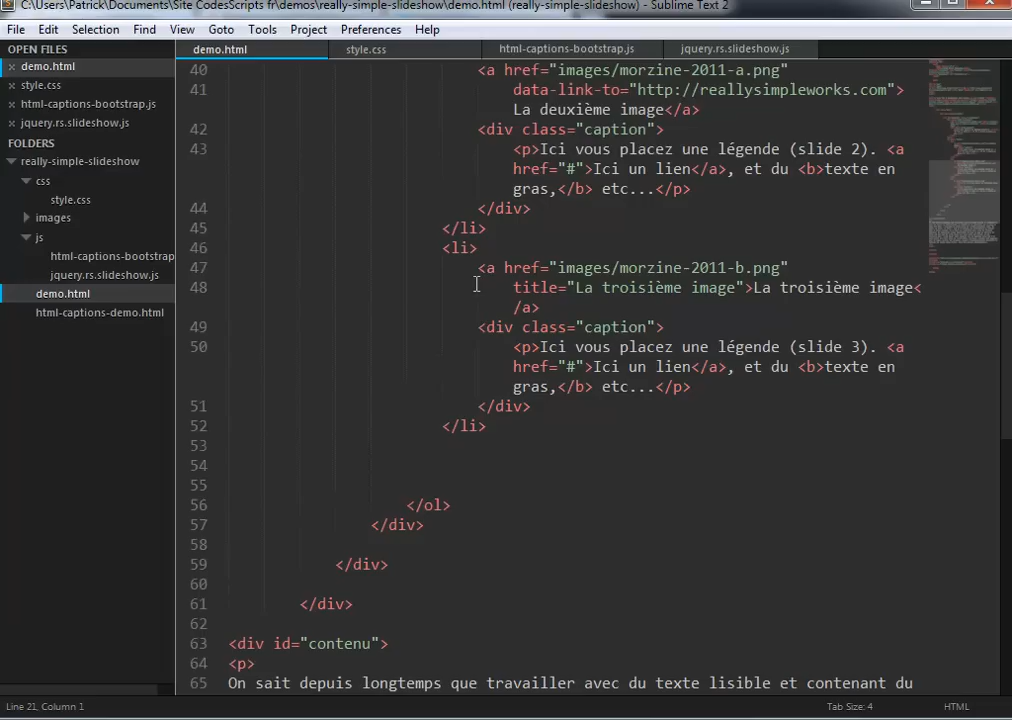 C:\Users\Patrick\Documents\Site CodesScripts fr\demos\really-simple-slideshow\demo.html (really-simple-slideshow) - Sublime Text 2
File Edit Selection Find View Goto Tools Project Preferences Help
OPEN FILES
demo.html
style.css
html-captions-bootstrap.js
jquery.rs.slideshow.js
FOLDERS
really-simple-slideshow
css
style.css
images
js
html-captions-bootstrap
jquery.rs.slideshow.js
demo.html
html-captions-demo.html
demo.html style.css html-captions-bootstrap.js jquery.rs.slideshow.js
40 <a href="images/morzine-2011-a.png"
41 data-link-to="http://reallysimpleworks.com">
La deuxième image</a>
42 <div class="caption">
43 <p>Ici vous placez une légende (slide 2). <a
href="#">Ici un lien</a>, et du <b>texte en
gras,</b> etc...</p>
44 </div>
45 </li>
46 <li>
47 <a href="images/morzine-2011-b.png"
48 title="La troisième image">La troisième image<
/a>
49 <div class="caption">
50 <p>Ici vous placez une légende (slide 3). <a
href="#">Ici un lien</a>, et du <b>texte en
gras,</b> etc...</p>
51 </div>
52 </li>
53
54
55
56 </ol>
57 </div>
58
59 </div>
60
61 </div>
62
63 <div id="contenu">
64 <p>
65 On sait depuis longtemps que travailler avec du texte lisible et contenant du
Line 21, Column 1 Tab Size: 4 HTML